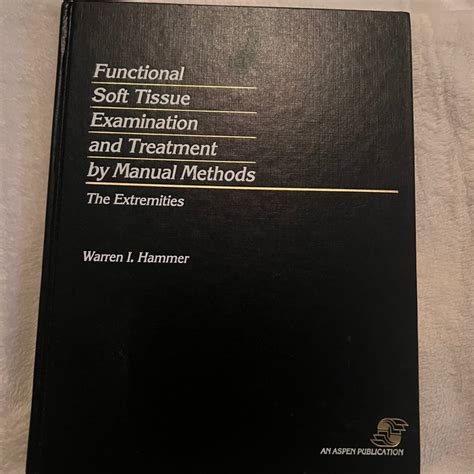 Functional
Soft Tissue
Examination
and Treatment
by Manual Methods
The Extremities
Warren I. Hammer
AN ASPEN PUBLICATION